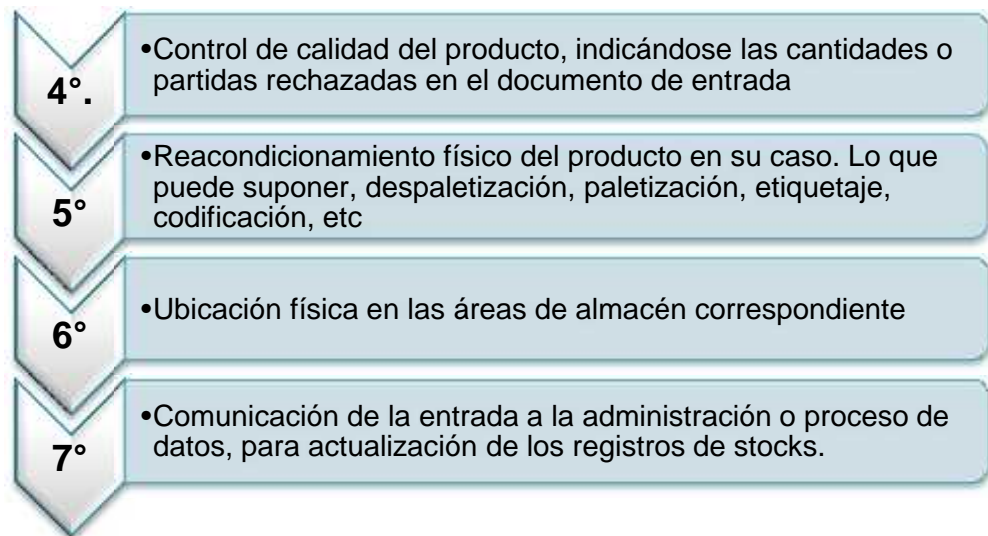 4°.
•Control de calidad del producto, indicándose las cantidades o
partidas rechazadas en el documento de entrada
5°
•Reacondicionamiento físico del producto en su caso. Lo que
puede suponer, despaletización, paletización, etiquetaje,
codificación, etc
6°
•Ubicación física en las áreas de almacén correspondiente
7°
•Comunicación de la entrada a la administración o proceso de
datos, para actualización de los registros de stocks.